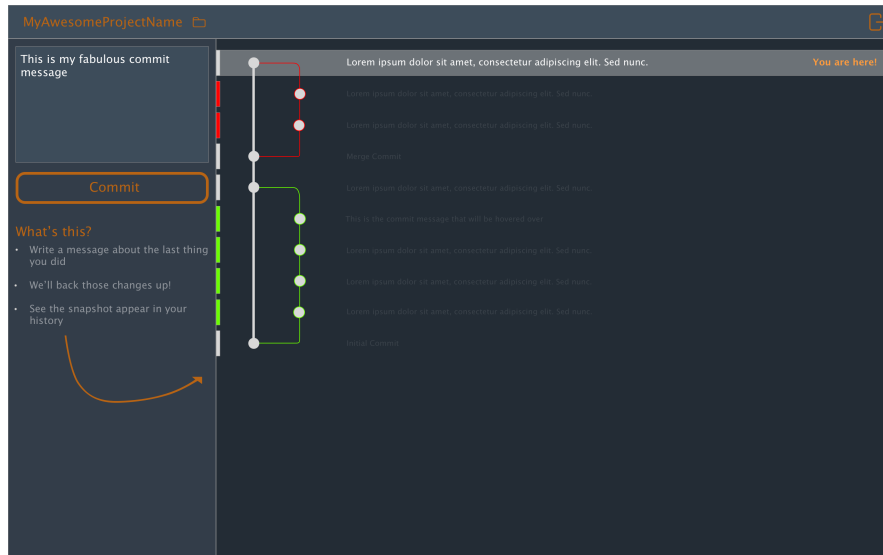 MyAwesomeProjectName
This is my fabulous commit
message
Commit
What's this?
• Write a message about the last thing
you did
• We'll back those changes up!
• See the snapshot appear in your
history
Lorem ipsum dolor sit amet, consectetur adipiscing elit. Sed nunc. You are here!
Lorem ipsum dolor sit amet, consectetur adipiscing elit. Sed nunc.
Lorem ipsum dolor sit amet, consectetur adipiscing elit. Sed nunc.
Merge Commit
Lorem ipsum dolor sit amet, consectetur adipiscing elit. Sed nunc.
This is the commit message that will be hovered over
Lorem ipsum dolor sit amet, consectetur adipiscing elit. Sed nunc.
Lorem ipsum dolor sit amet, consectetur adipiscing elit. Sed nunc.
Lorem ipsum dolor sit amet, consectetur adipiscing elit. Sed nunc.
Initial Commit